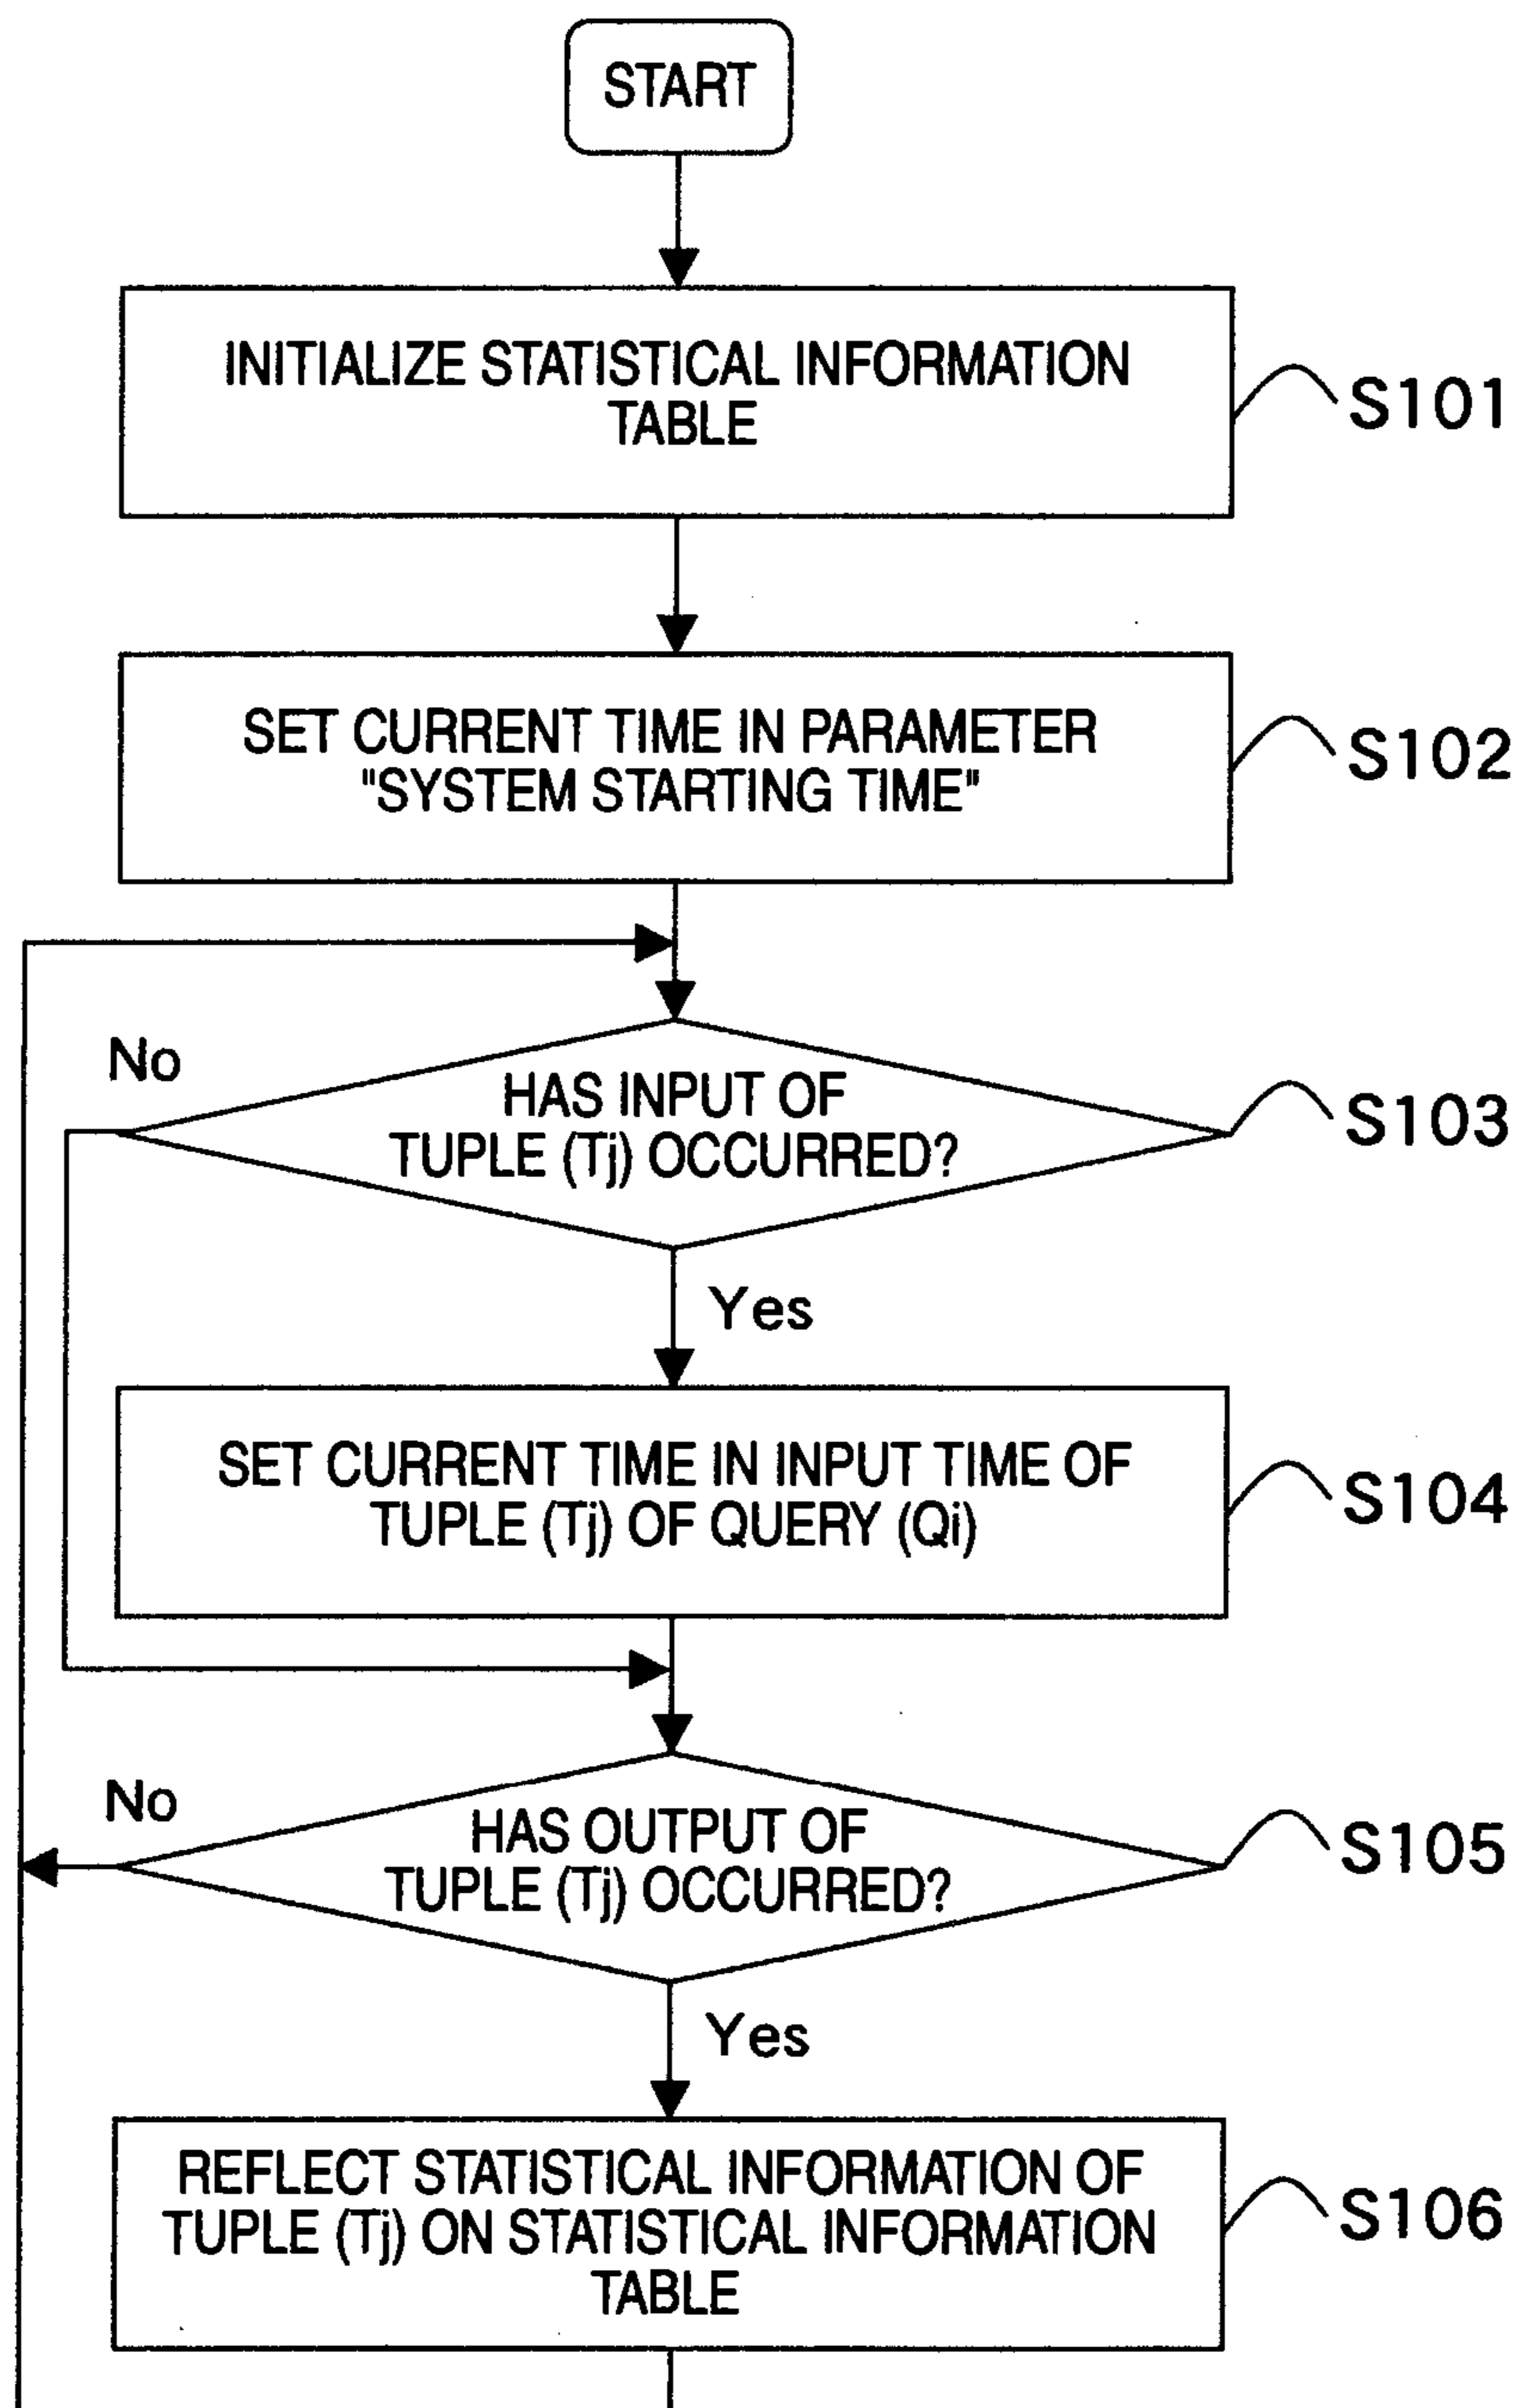 START
INITIALIZE STATISTICAL INFORMATION
TABLE
S101
SET CURRENT TIME IN PARAMETER
"SYSTEM STARTING TIME"
S102
No
HAS INPUT OF
TUPLE (Tj) OCCURRED?
S103
Yes
SET CURRENT TIME IN INPUT TIME OF
TUPLE (Tj) OF QUERY (Qi)
S104
No
HAS OUTPUT OF
TUPLE (Tj) OCCURRED?
S105
Yes
REFLECT STATISTICAL INFORMATION OF
TUPLE (Tj) ON STATISTICAL INFORMATION
TABLE
S106